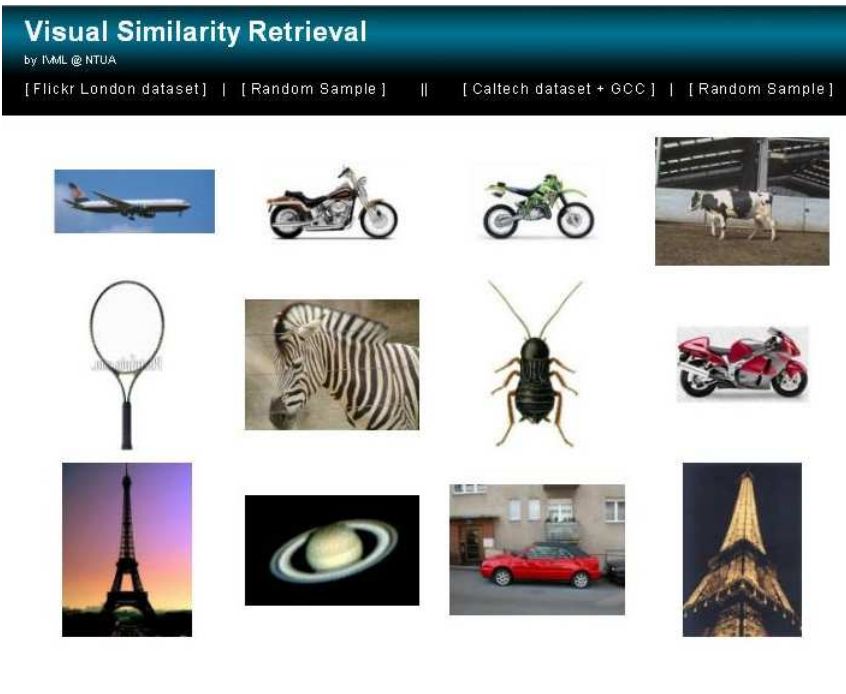 Visual Similarity Retrieval
by IVML @ NTUA
[ Flickr London dataset ] | [ Random Sample ] || [ Caltech dataset + GCC ] | [ Random Sample ]